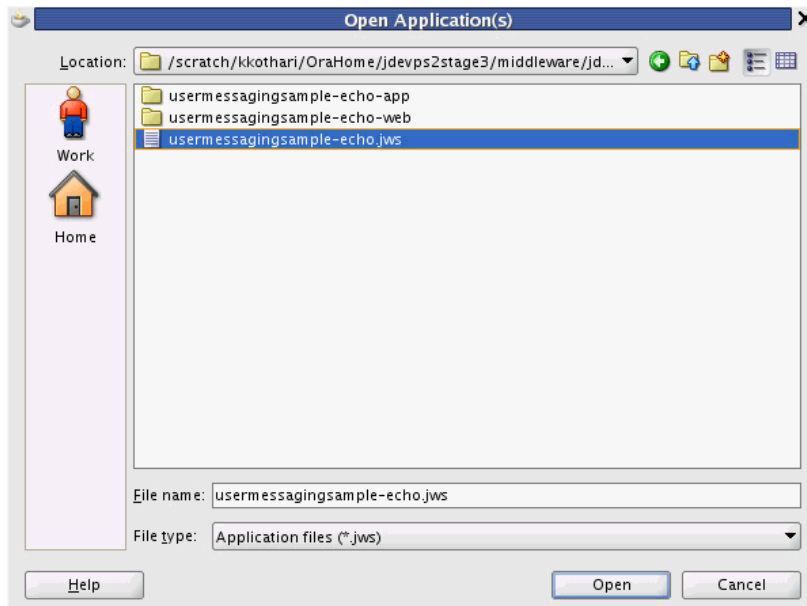 Open Application(s)
Location: /scratch/kkothari/OraHome/jdevps2stage3/middleware/jd...
usermessagingsample-echo-app
usermessagingsample-echo-web
usermessagingsample-echo.jws
Work
Home
File name: usermessagingsample-echo.jws
File type: Application files (*.jws)
Help Open Cancel